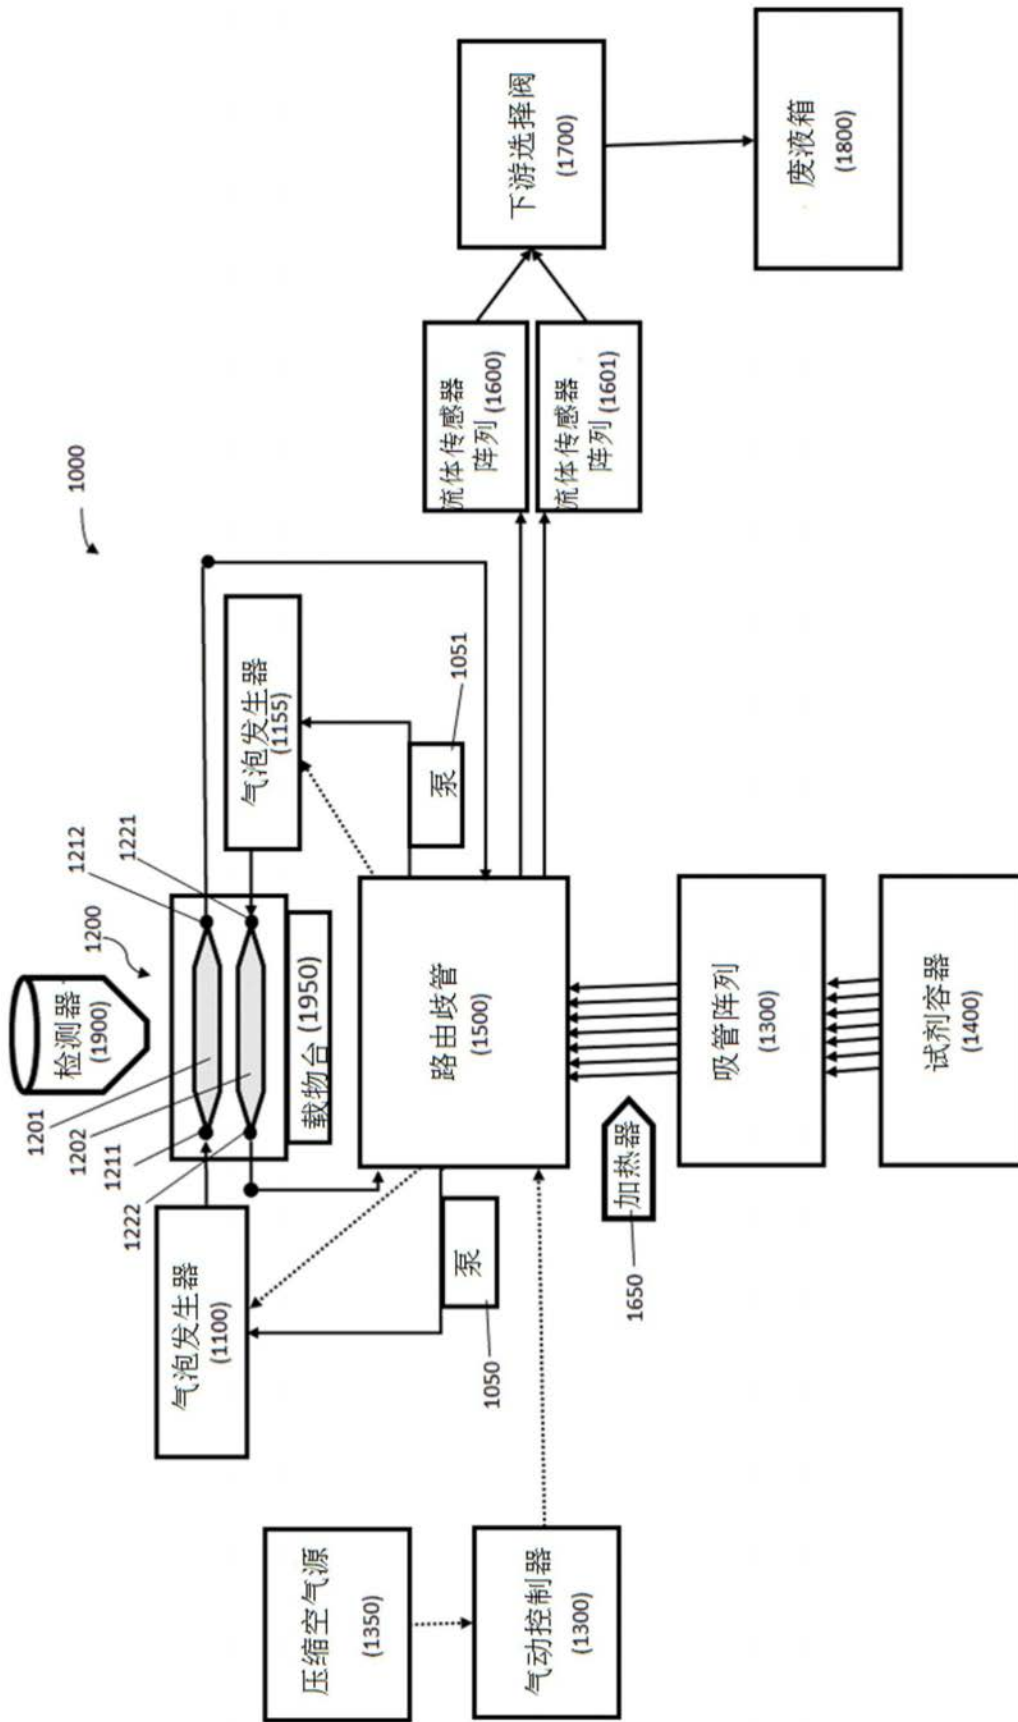 1000
检测器
(1900)
1200
1201
1202
1211
1222
1212
1221
气泡发生器
(1100)
载物台 (1950)
气泡发生器
(1155)
泵
1050
泵
1051
压缩空气源
(1350)
气动控制器
(1300)
路由歧管
(1500)
流体传感器
阵列 (1600)
流体传感器
阵列 (1601)
下游选择阀
(1700)
废液箱
(1800)
加热器
1650
吸管阵列
(1300)
试剂容器
(1400)